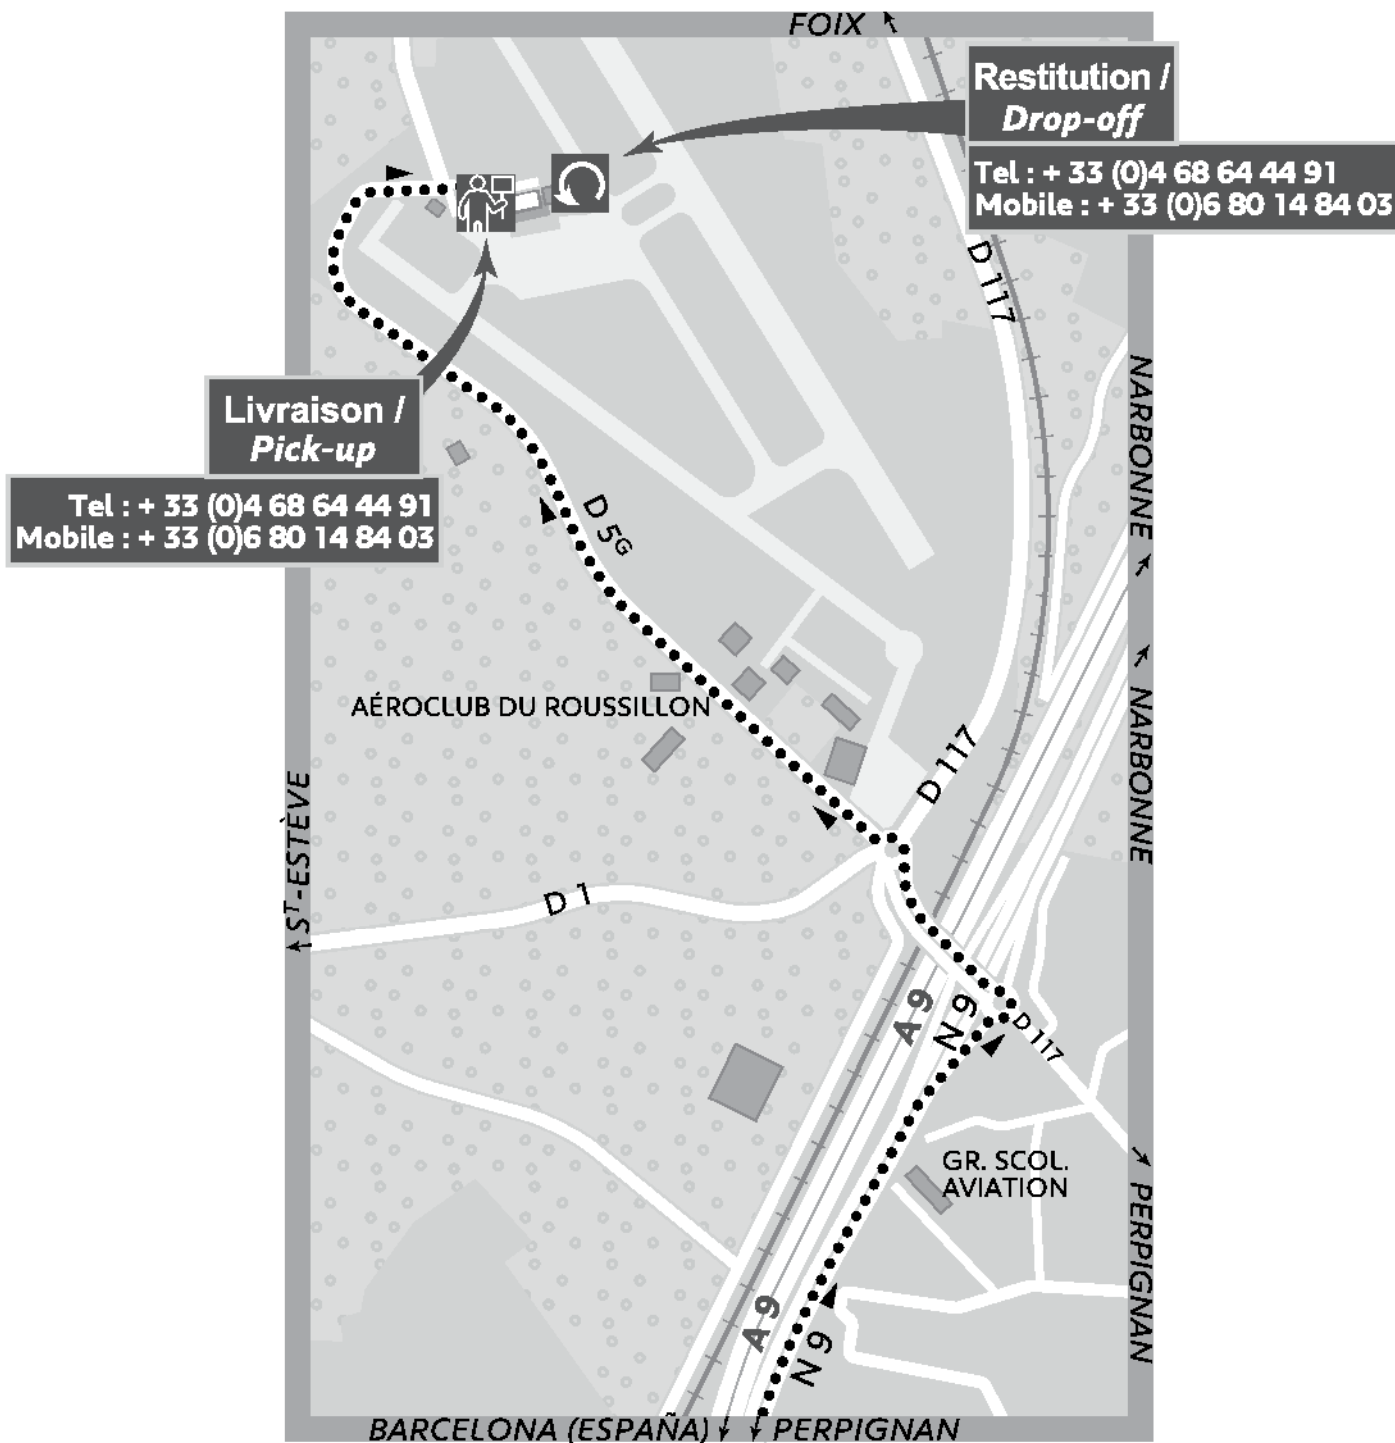 FOIX
Restitution /
Drop-off
Tel : + 33 (0)4 68 64 44 91
Mobile : + 33 (0)6 80 14 84 03
D 117
NARBONNE
Livraison /
Pick-up
Tel : + 33 (0)4 68 64 44 91
Mobile : + 33 (0)6 80 14 84 03
D 5G
AÉROCLUB DU ROUSSILLON
NARBONNE
D 117
ST-ESTÈVE
D 1
A 9
N 9
D 117
GR. SCOL.
AVIATION
PERPIGNAN
A 9
N 9
BARCELONA (ESPAÑA)
PERPIGNAN